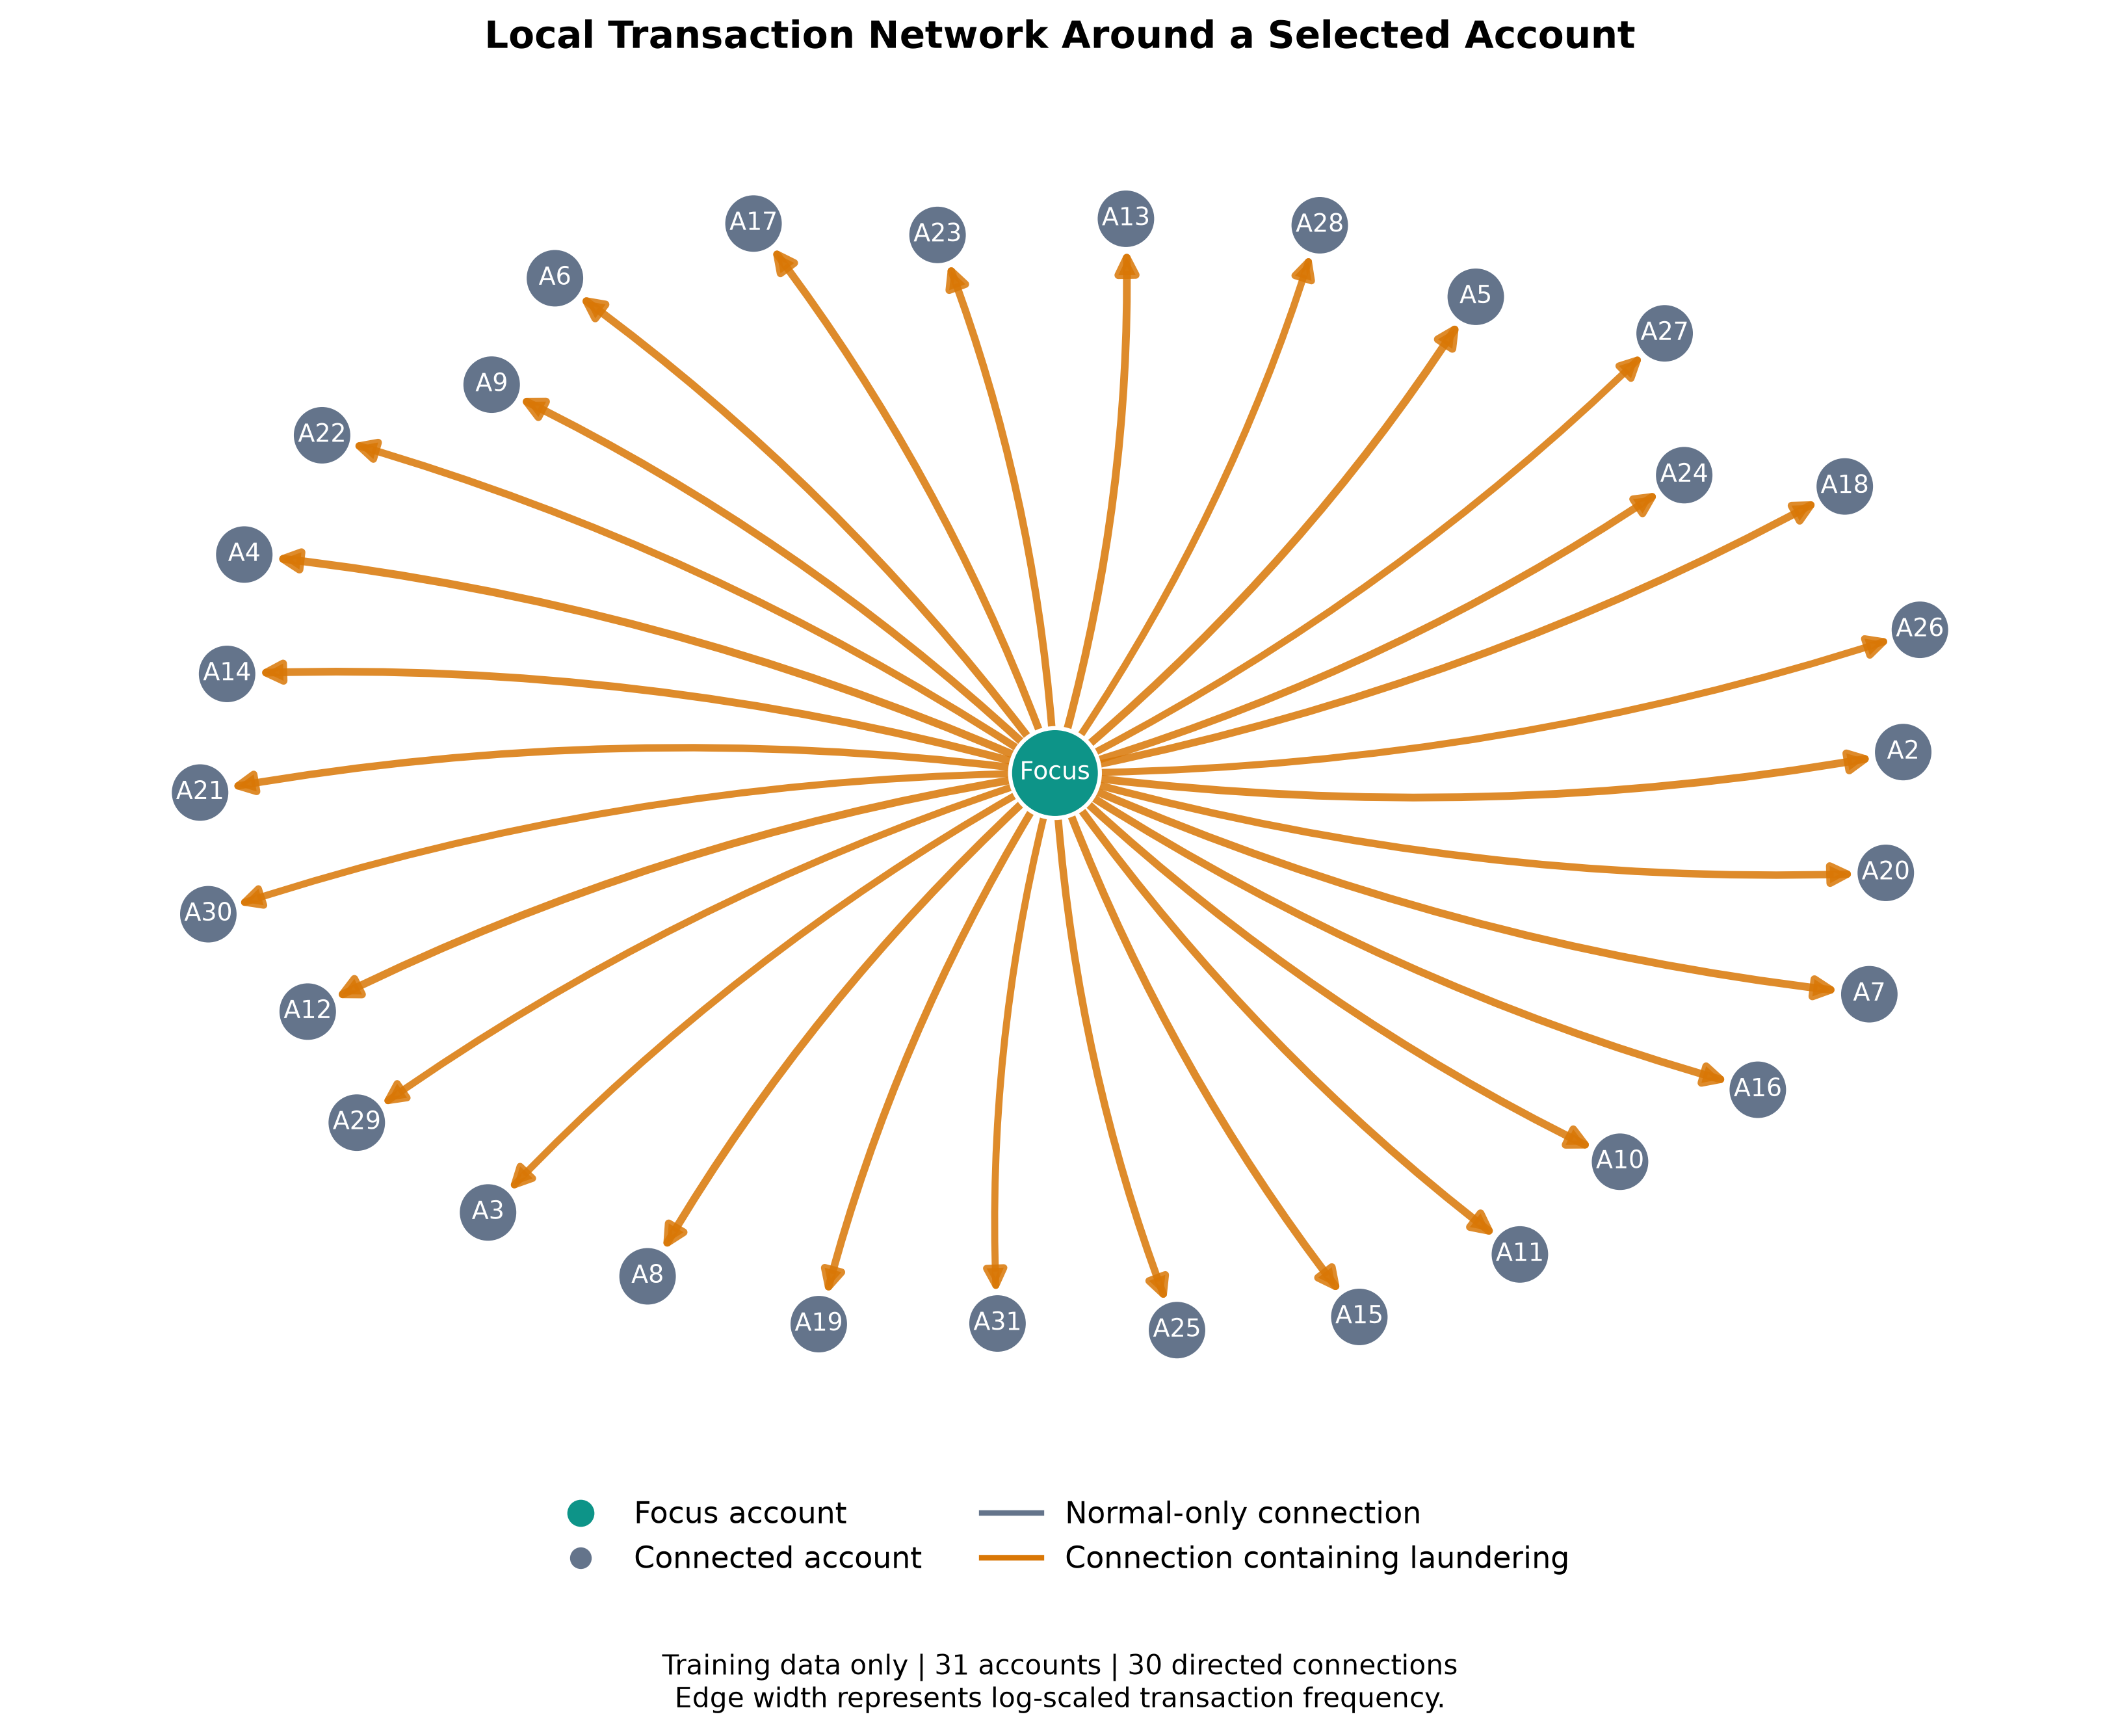 Local Transaction Network Around a Selected Account
A13
A17
A28
A23
A6
A5
A27
A9
A22
A24
A18
A4
A26
A14
A2
Focus
A21
A20
A30
A7
A12
A16
A29
A10
A3
A11
A8
A15
A19
A31
A25
Focus account
Connected account
Normal-only connection
Connection containing laundering
Training data only | 31 accounts | 30 directed connections
Edge width represents log-scaled transaction frequency.